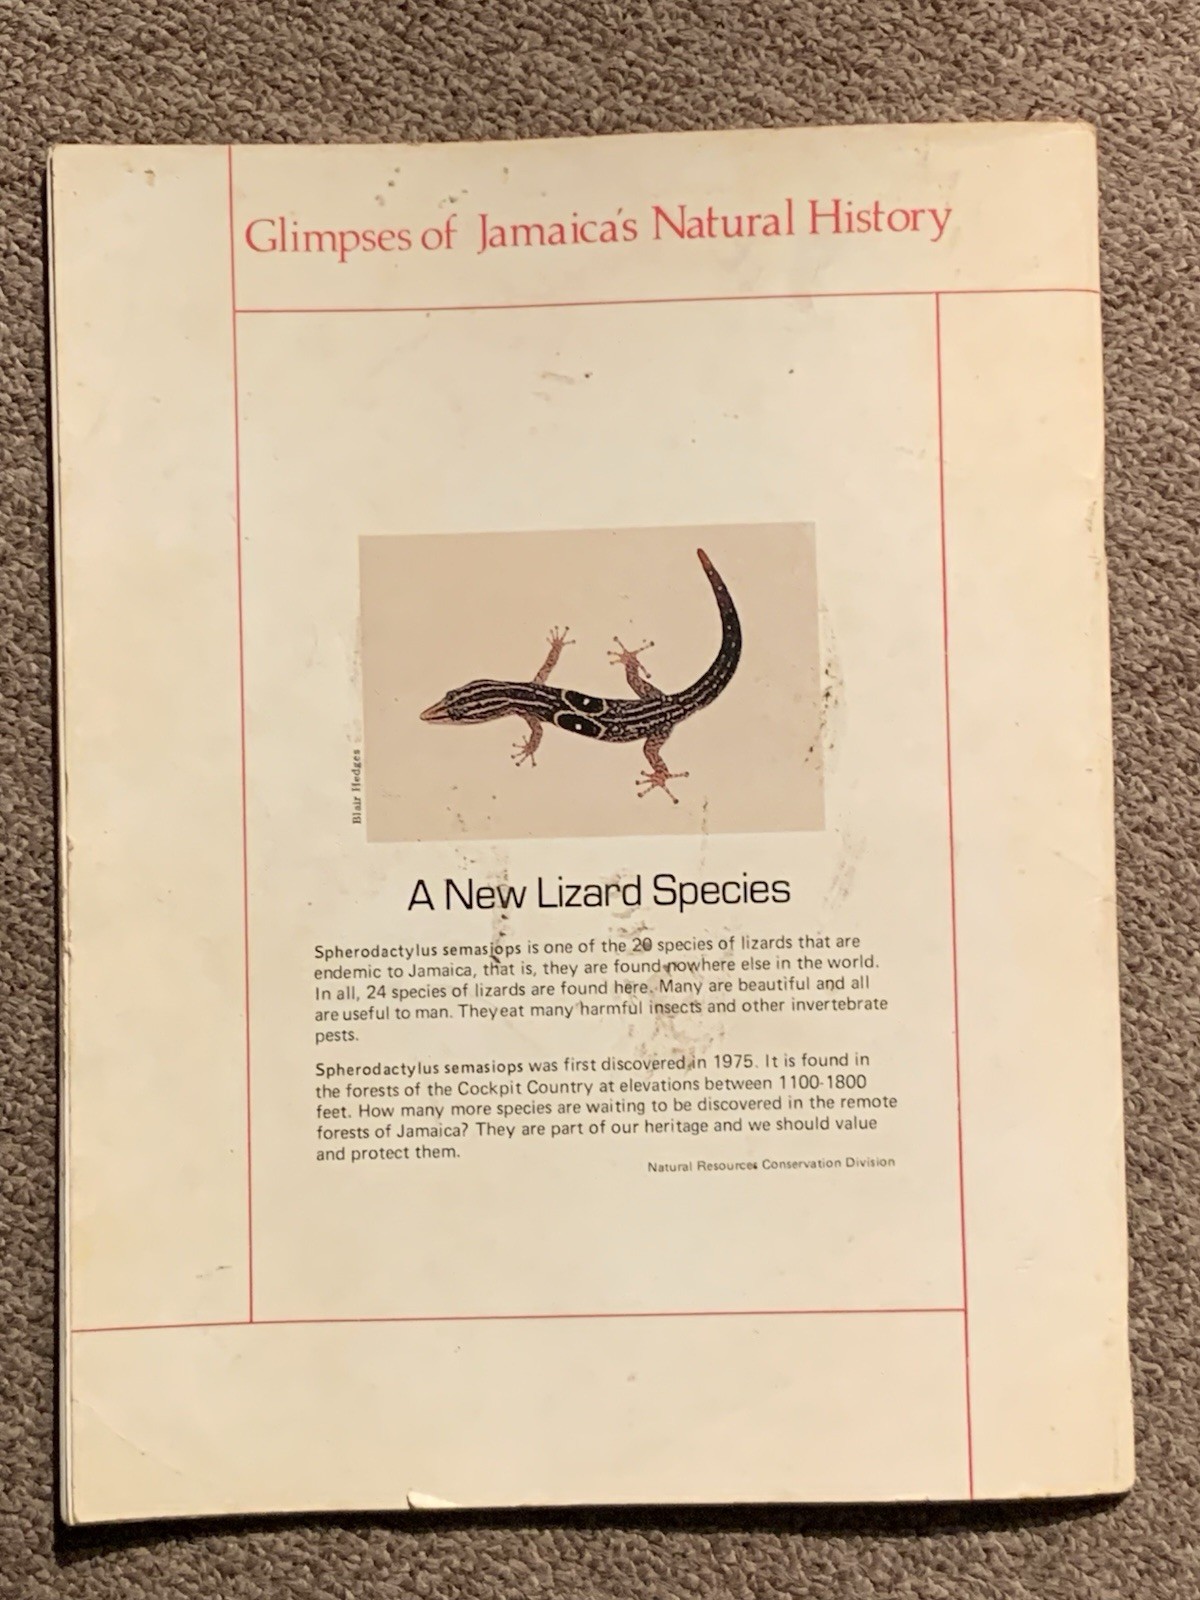 Glimpses of Jamaica's Natural History
Blair Hedges
A New Lizard Species
Spherodactylus semasiops is one of the 20 species of lizards that are
endemic to Jamaica, that is, they are found nowhere else in the world.
In all, 24 species of lizards are found here. Many are beautiful and all
are useful to man. They eat many harmful insects and other invertebrate
pests.
Spherodactylus semasiops was first discovered in 1975. It is found in
the forests of the Cockpit Country at elevations between 1100-1800
feet. How many more species are waiting to be discovered in the remote
forests of Jamaica? They are part of our heritage and we should value
and protect them.
Natural Resources Conservation Division